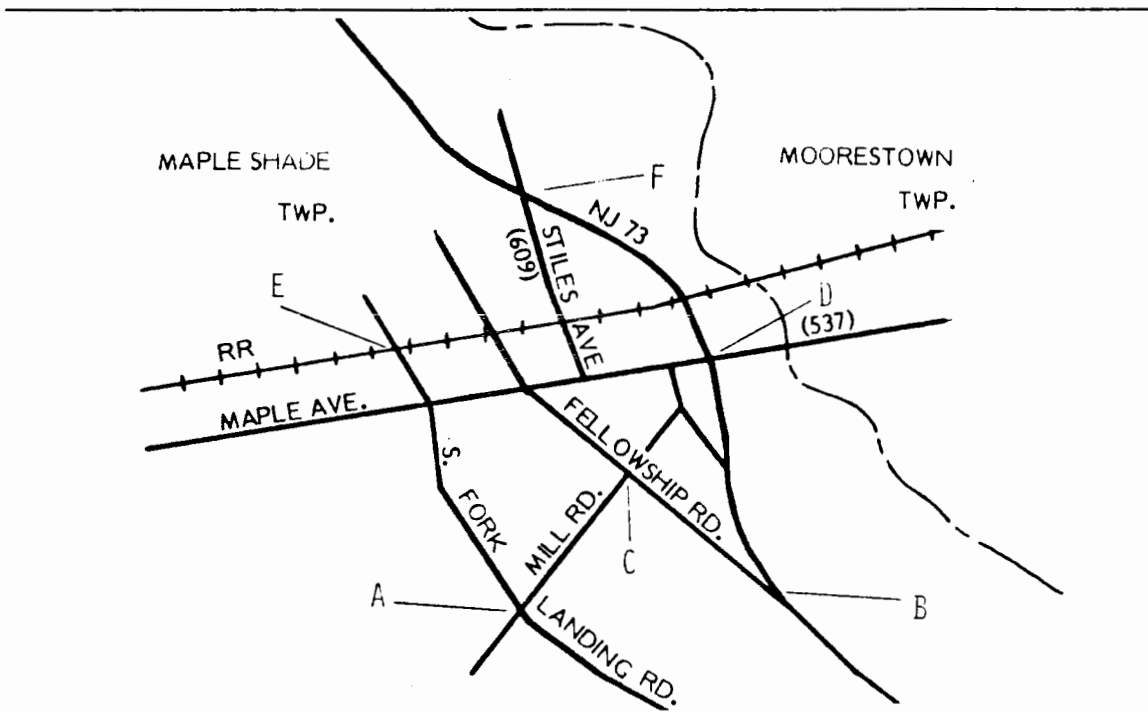 MAPLE SHADE
TWP.
MOORESTOWN
TWP.
F
NJ 73
STILES AVE
(609)
E
D
(537)
RR
MAPLE AVE.
FELLOWSHIP RD.
S. FORK LANDING RD.
MILL RD.
C
A
B